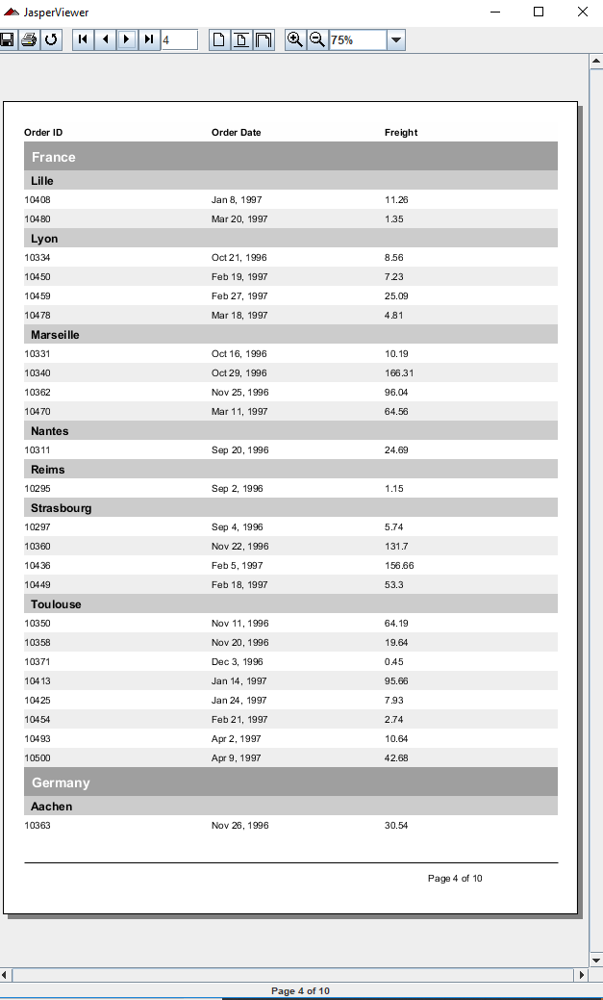 JasperViewer
4
75%
Order ID Order Date Freight
France
Lille
10408 Jan 8, 1997 11.26
10480 Mar 20, 1997 1.35
Lyon
10334 Oct 21, 1996 8.56
10450 Feb 19, 1997 7.23
10459 Feb 27, 1997 25.09
10478 Mar 18, 1997 4.81
Marseille
10331 Oct 16, 1996 10.19
10340 Oct 29, 1996 166.31
10362 Nov 25, 1996 96.04
10470 Mar 11, 1997 64.56
Nantes
10311 Sep 20, 1996 24.69
Reims
10295 Sep 2, 1996 1.15
Strasbourg
10297 Sep 4, 1996 5.74
10360 Nov 22, 1996 131.7
10436 Feb 5, 1997 156.66
10449 Feb 18, 1997 53.3
Toulouse
10350 Nov 11, 1996 64.19
10358 Nov 20, 1996 19.64
10371 Dec 3, 1996 0.45
10413 Jan 14, 1997 95.66
10425 Jan 24, 1997 7.93
10454 Feb 21, 1997 2.74
10493 Apr 2, 1997 10.64
10500 Apr 9, 1997 42.68
Germany
Aachen
10363 Nov 26, 1996 30.54
Page 4 of 10
Page 4 of 10